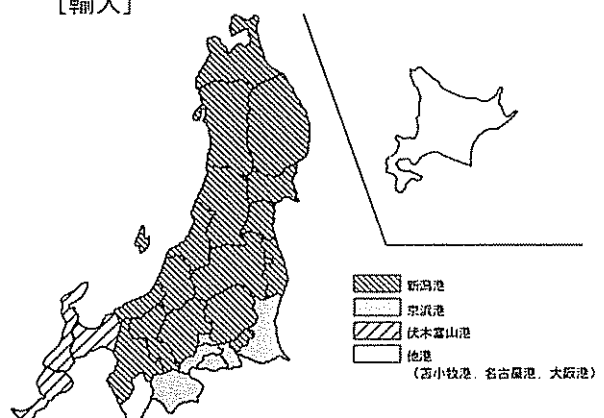 ［輸入］
新潟港
京浜港
伏木富山港
他港
（苫小牧港、名古屋港、大阪港）